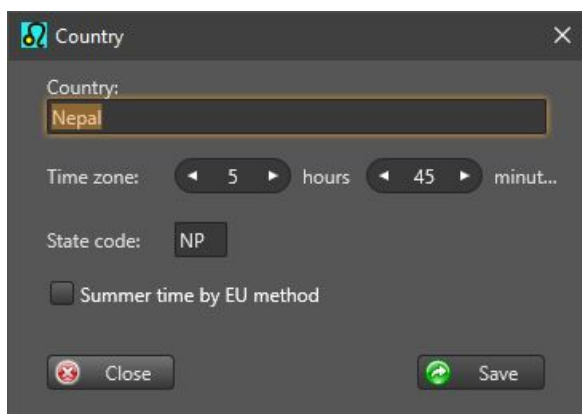 Country
Country:
Nepal
Time zone: 5 hours 45 minut...
State code: NP
Summer time by EU method
Close Save